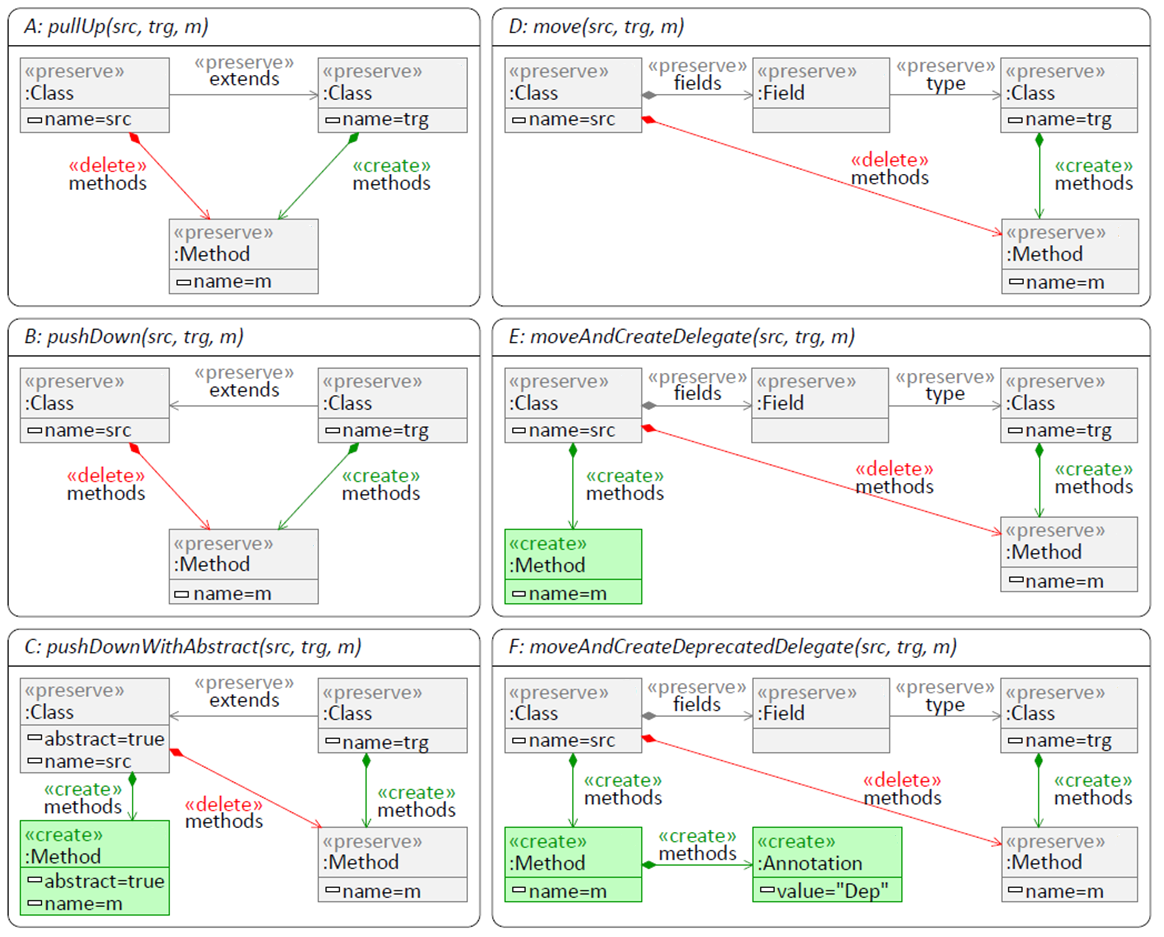 A: pullUp(src, trg, m)
«preserve»
:Class
name=src
«preserve»
extends
«preserve»
:Class
name=trg
«delete»
methods
«create»
methods
«preserve»
:Method
name=m
D: move(src, trg, m)
«preserve»
:Class
name=src
«preserve»
fields
«preserve»
:Field
«preserve»
type
«preserve»
:Class
name=trg
«delete»
methods
«create»
methods
«preserve»
:Method
name=m
B: pushDown(src, trg, m)
«preserve»
:Class
name=src
«preserve»
extends
«preserve»
:Class
name=trg
«delete»
methods
«create»
methods
«preserve»
:Method
name=m
E: moveAndCreateDelegate(src, trg, m)
«preserve»
:Class
name=src
«preserve»
fields
«preserve»
:Field
«preserve»
type
«preserve»
:Class
name=trg
«create»
methods
«delete»
methods
«create»
methods
«create»
:Method
name=m
«preserve»
:Method
name=m
C: pushDownWithAbstract(src, trg, m)
«preserve»
:Class
abstract=true
name=src
«preserve»
extends
«preserve»
:Class
name=trg
«create»
methods
«delete»
methods
«create»
methods
«create»
:Method
abstract=true
name=m
«preserve»
:Method
name=m
F: moveAndCreateDeprecatedDelegate(src, trg, m)
«preserve»
:Class
name=src
«preserve»
fields
«preserve»
:Field
«preserve»
type
«preserve»
:Class
name=trg
«create»
methods
«delete»
methods
«create»
methods
«create»
:Method
name=m
«create»
methods
«create»
:Annotation
value="Dep"
«preserve»
:Method
name=m